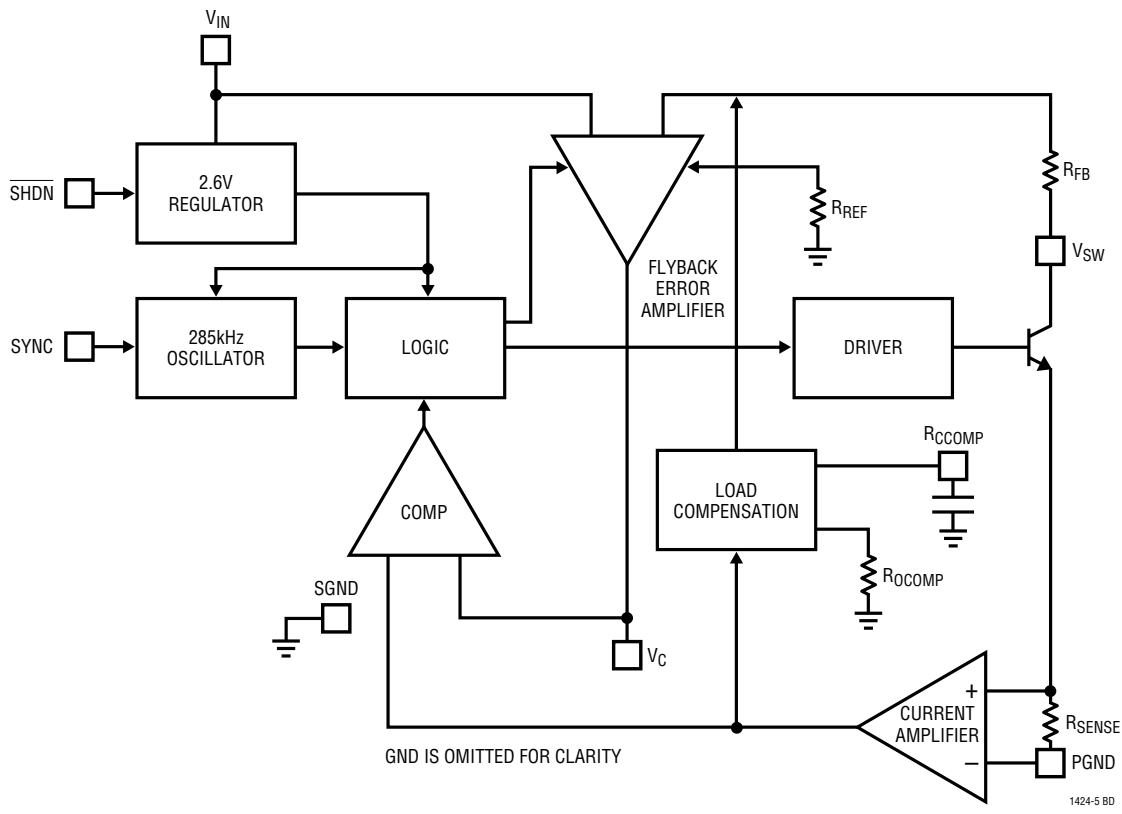 VIN
SHDN
2.6V
REGULATOR
RFB
RREF
VSW
FLYBACK
ERROR
AMPLIFIER
SYNC
285kHz
OSCILLATOR
LOGIC
DRIVER
RCCOMP
LOAD
COMPENSATION
COMP
ROCOMP
SGND
VC
+
CURRENT
AMPLIFIER
–
RSENSE
PGND
GND IS OMITTED FOR CLARITY
1424-5 BD